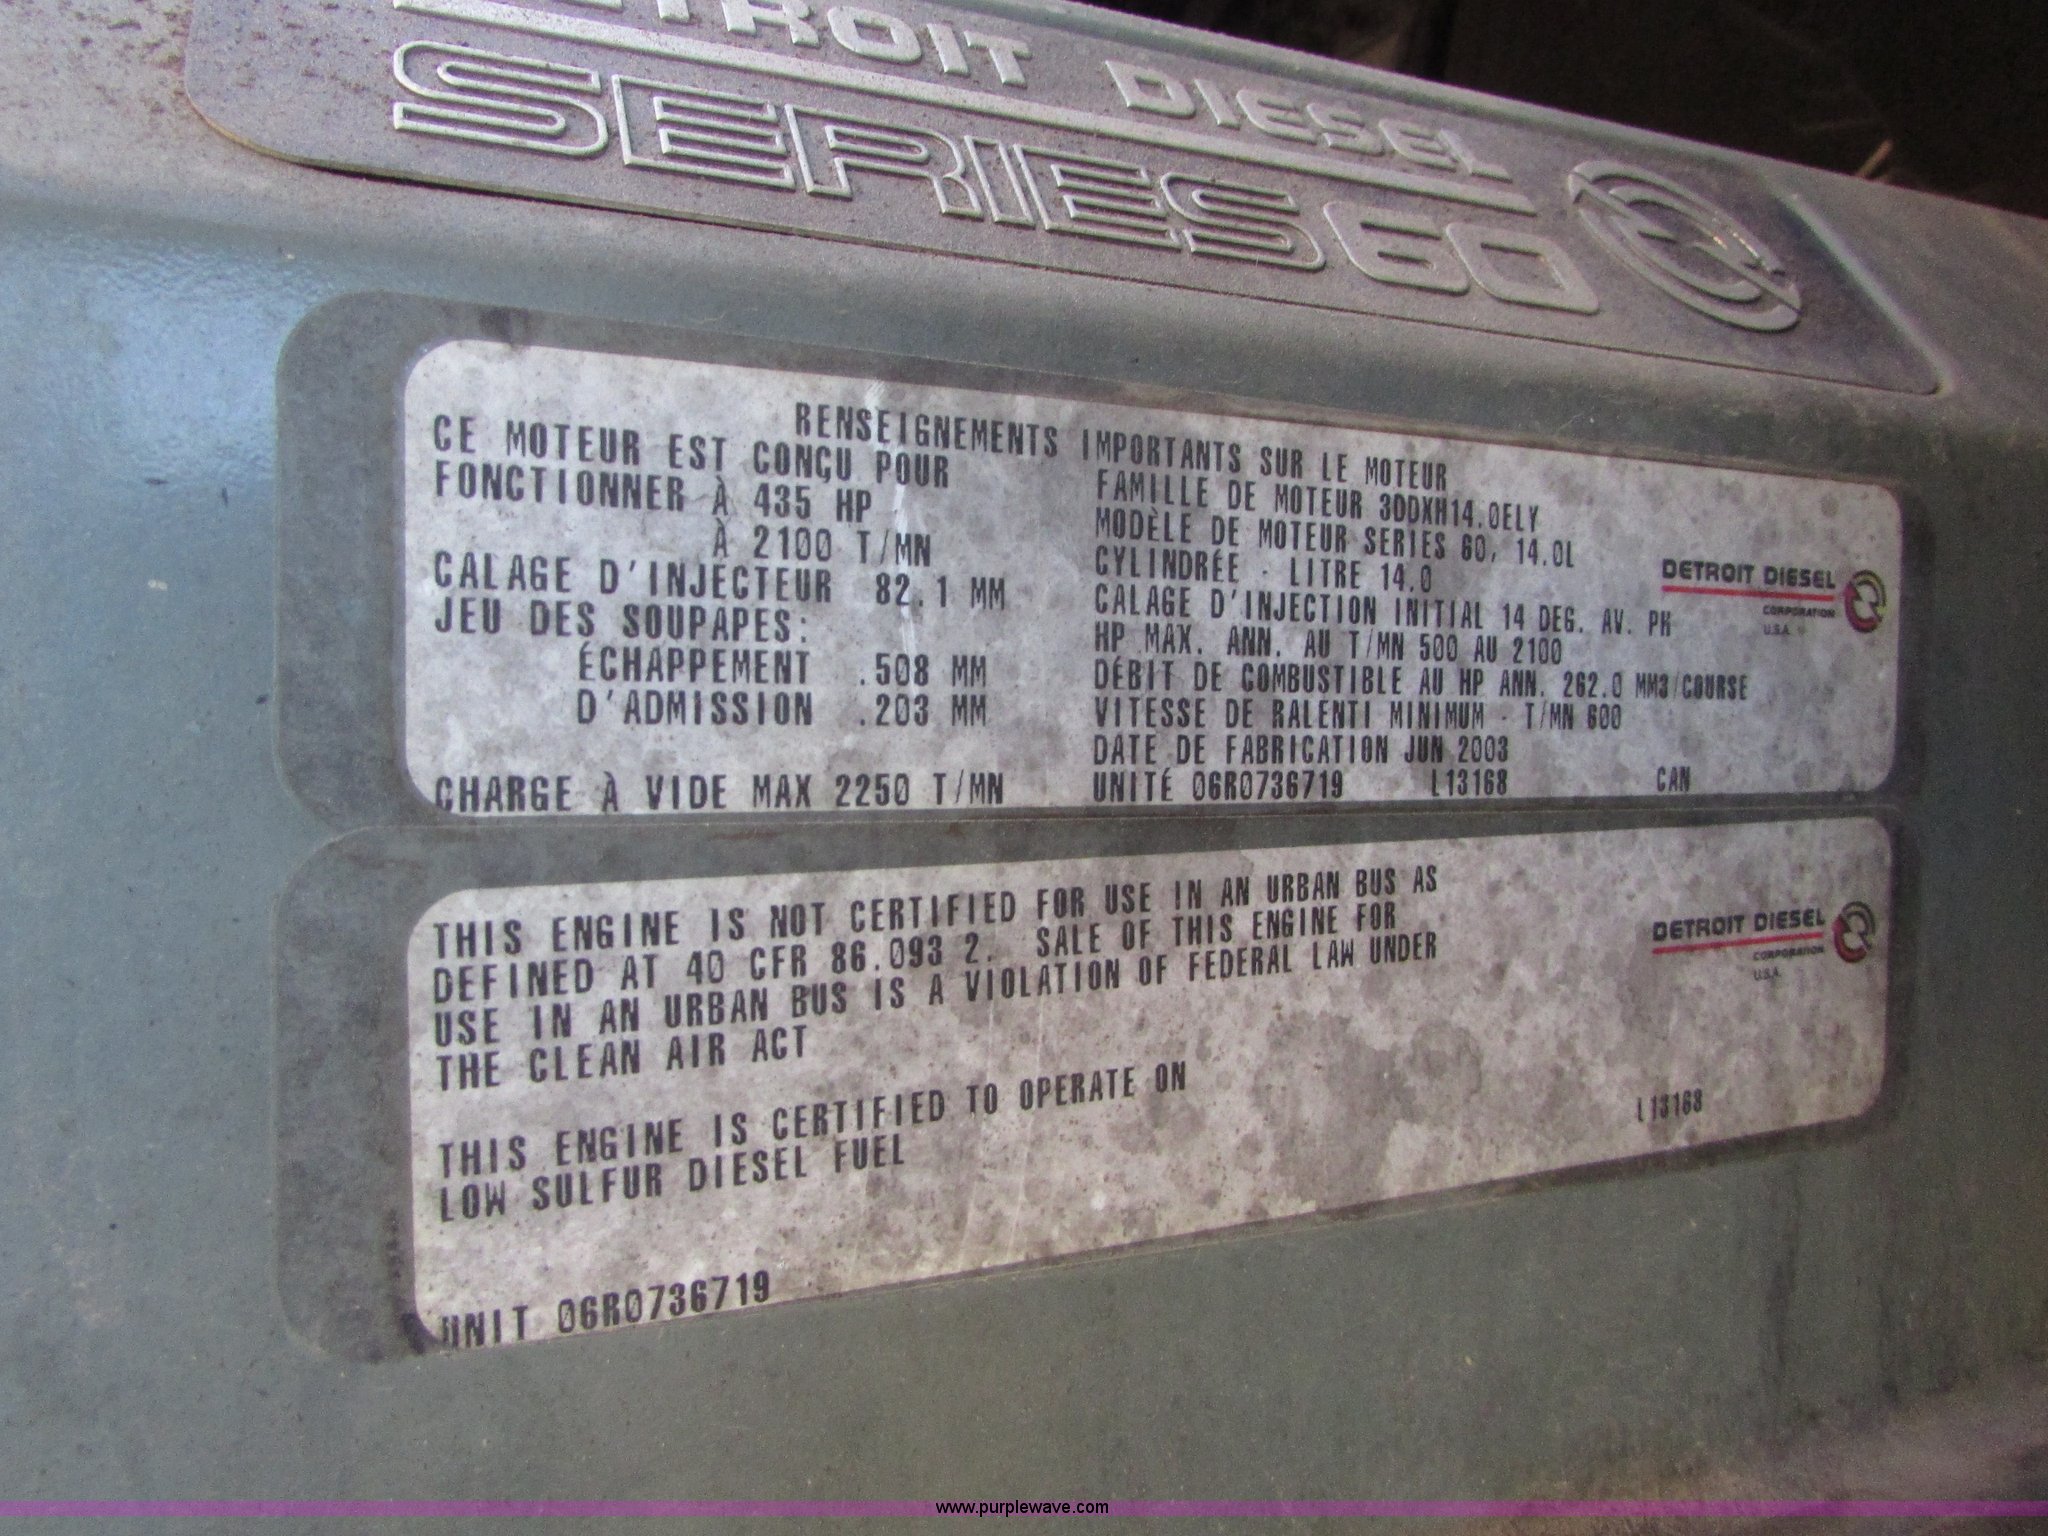 DETROIT DIESEL
SERIES 60
RENSEIGNEMENTS IMPORTANTS SUR LE MOTEUR
CE MOTEUR EST CONÇU POUR
FONCTIONNER À 435 HP
À 2100 T/MN
CALAGE D'INJECTEUR 82.1 MM
JEU DES SOUPAPES:
ÉCHAPPEMENT .508 MM
D'ADMISSION .203 MM
CHARGE À VIDE MAX 2250 T/MN
FAMILLE DE MOTEUR 3DDXH14.0ELY
MODÈLE DE MOTEUR SERIES 60, 14.0L
CYLINDRÉE - LITRE 14.0
CALAGE D'INJECTION INITIAL 14 DEG. AV. PH
HP MAX. ANN. AU T/MN 500 AU 2100
DÉBIT DE COMBUSTIBLE AU HP ANN. 262.0 MM3/COURSE
VITESSE DE RALENTI MINIMUM - T/MN 600
DATE DE FABRICATION JUN 2003
UNITÉ 06R0736719 L13168 CAN
DETROIT DIESEL
CORPORATION
U.S.A.
THIS ENGINE IS NOT CERTIFIED FOR USE IN AN URBAN BUS AS
DEFINED AT 40 CFR 86.093 2. SALE OF THIS ENGINE FOR
USE IN AN URBAN BUS IS A VIOLATION OF FEDERAL LAW UNDER
THE CLEAN AIR ACT
THIS ENGINE IS CERTIFIED TO OPERATE ON
LOW SULFUR DIESEL FUEL
UNIT 06R0736719
DETROIT DIESEL
CORPORATION
U.S.A.
L13168
www.purplewave.com